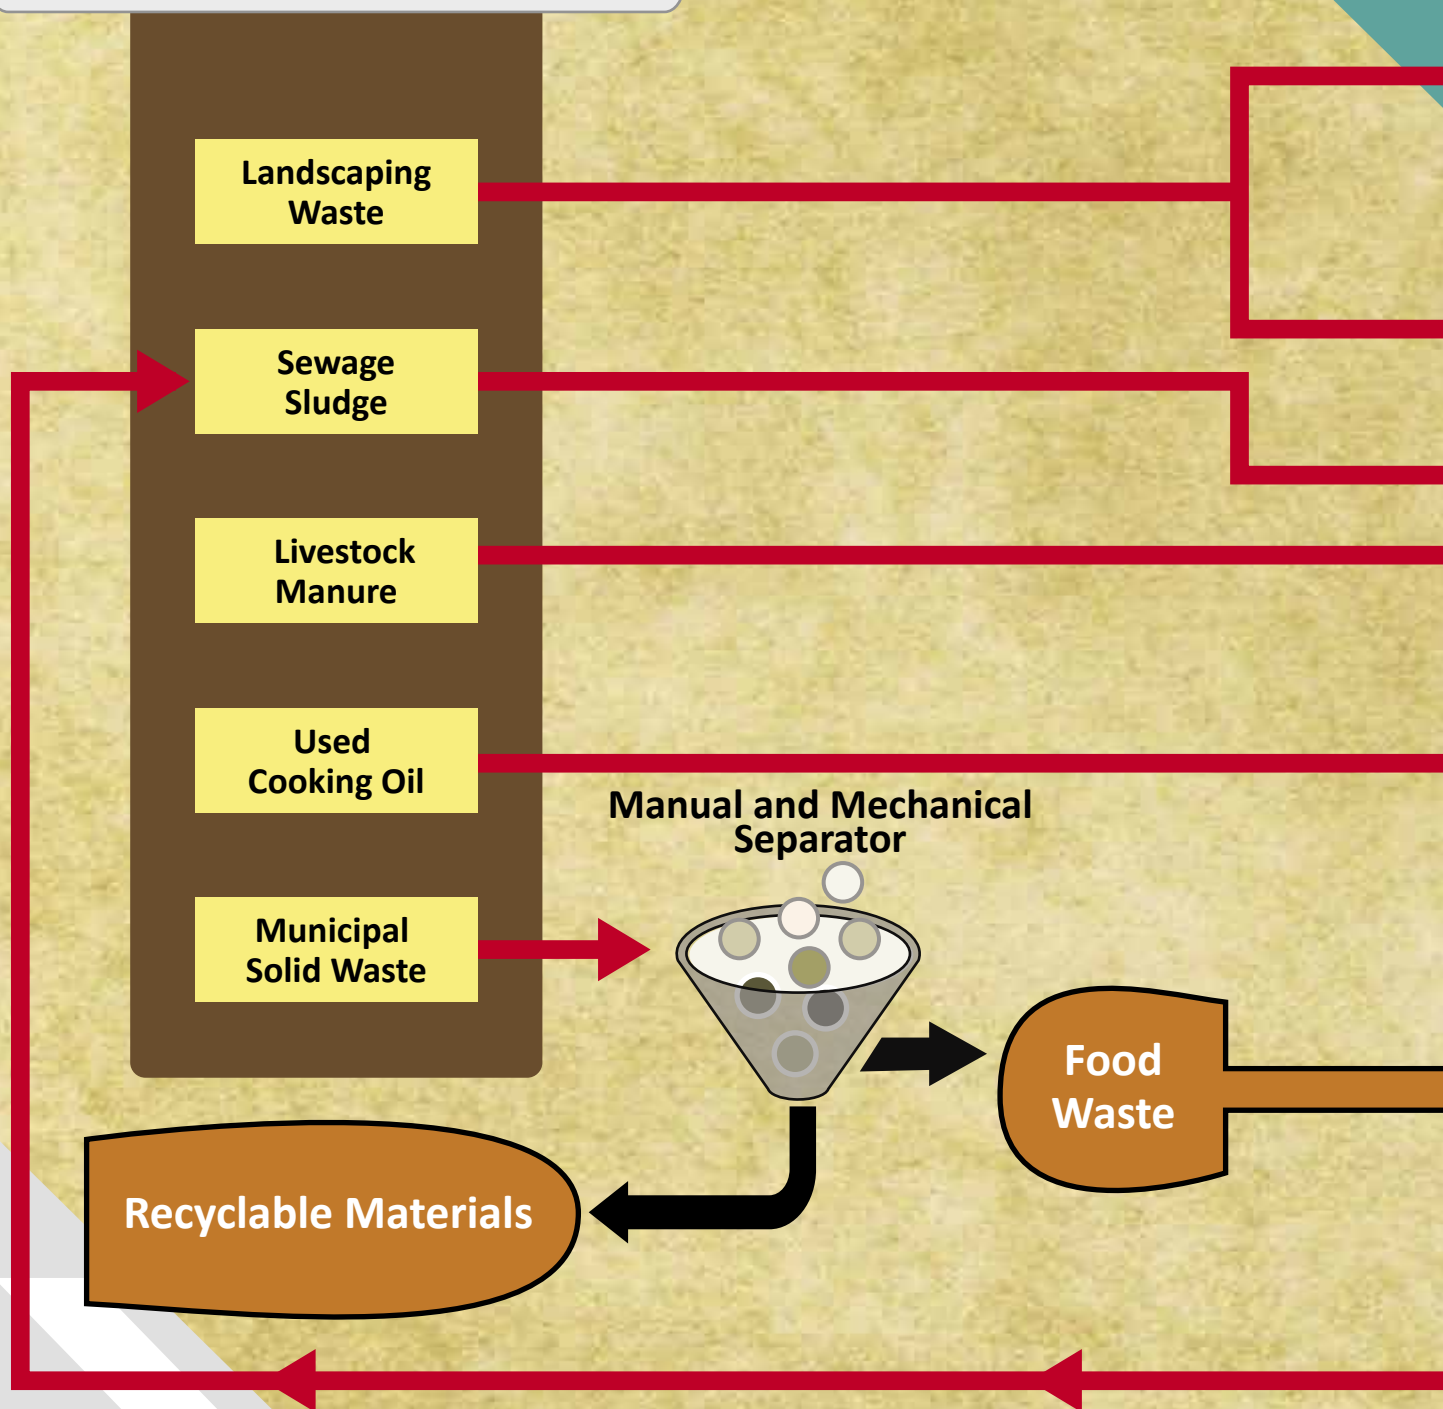 Landscaping
Waste
Sewage
Sludge
Livestock
Manure
Used
Cooking Oil
Manual and Mechanical
Separator
Municipal
Solid Waste
Food
Waste
Recyclable Materials